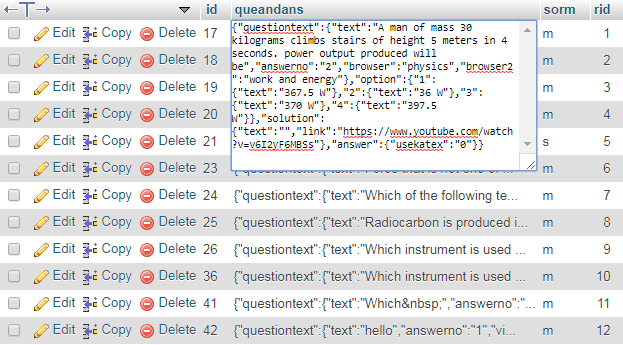 id queandans sorm rid
{"questiontext":{"text":"A man of mass 30
kilograms climbs stairs of height 5 meters in 4
seconds. power output produced will
be","answerno":"2","browser":"physics","browser2
":"work and energy"},"option":{"1":
{"text":"367.5 W"},"2":{"text":"36 W"},"3":
{"text":"370 W"},"4":{"text":"397.5
W"}},"solution":
{"text":"","link":"https://www.youtube.com/watch
?v=v6I2yF6MBSs"},"answer":{"usekatex":"0"}}
Edit Copy Delete 17 m 1
Edit Copy Delete 18 m 2
Edit Copy Delete 19 m 3
Edit Copy Delete 20 m 4
Edit Copy Delete 21 s 5
Edit Copy Delete 23 m 6
Edit Copy Delete 24 {"questiontext":{"text":"Which of the following te... m 7
Edit Copy Delete 25 {"questiontext":{"text":"Radiocarbon is produced i... m 8
Edit Copy Delete 26 {"questiontext":{"text":"Which instrument is used ... m 9
Edit Copy Delete 36 {"questiontext":{"text":"Which instrument is used ... m 10
Edit Copy Delete 41 {"questiontext":{"text":"Which&nbsp;","answerno":"... m 11
Edit Copy Delete 42 {"questiontext":{"text":"hello","answerno":"1","vi... m 12